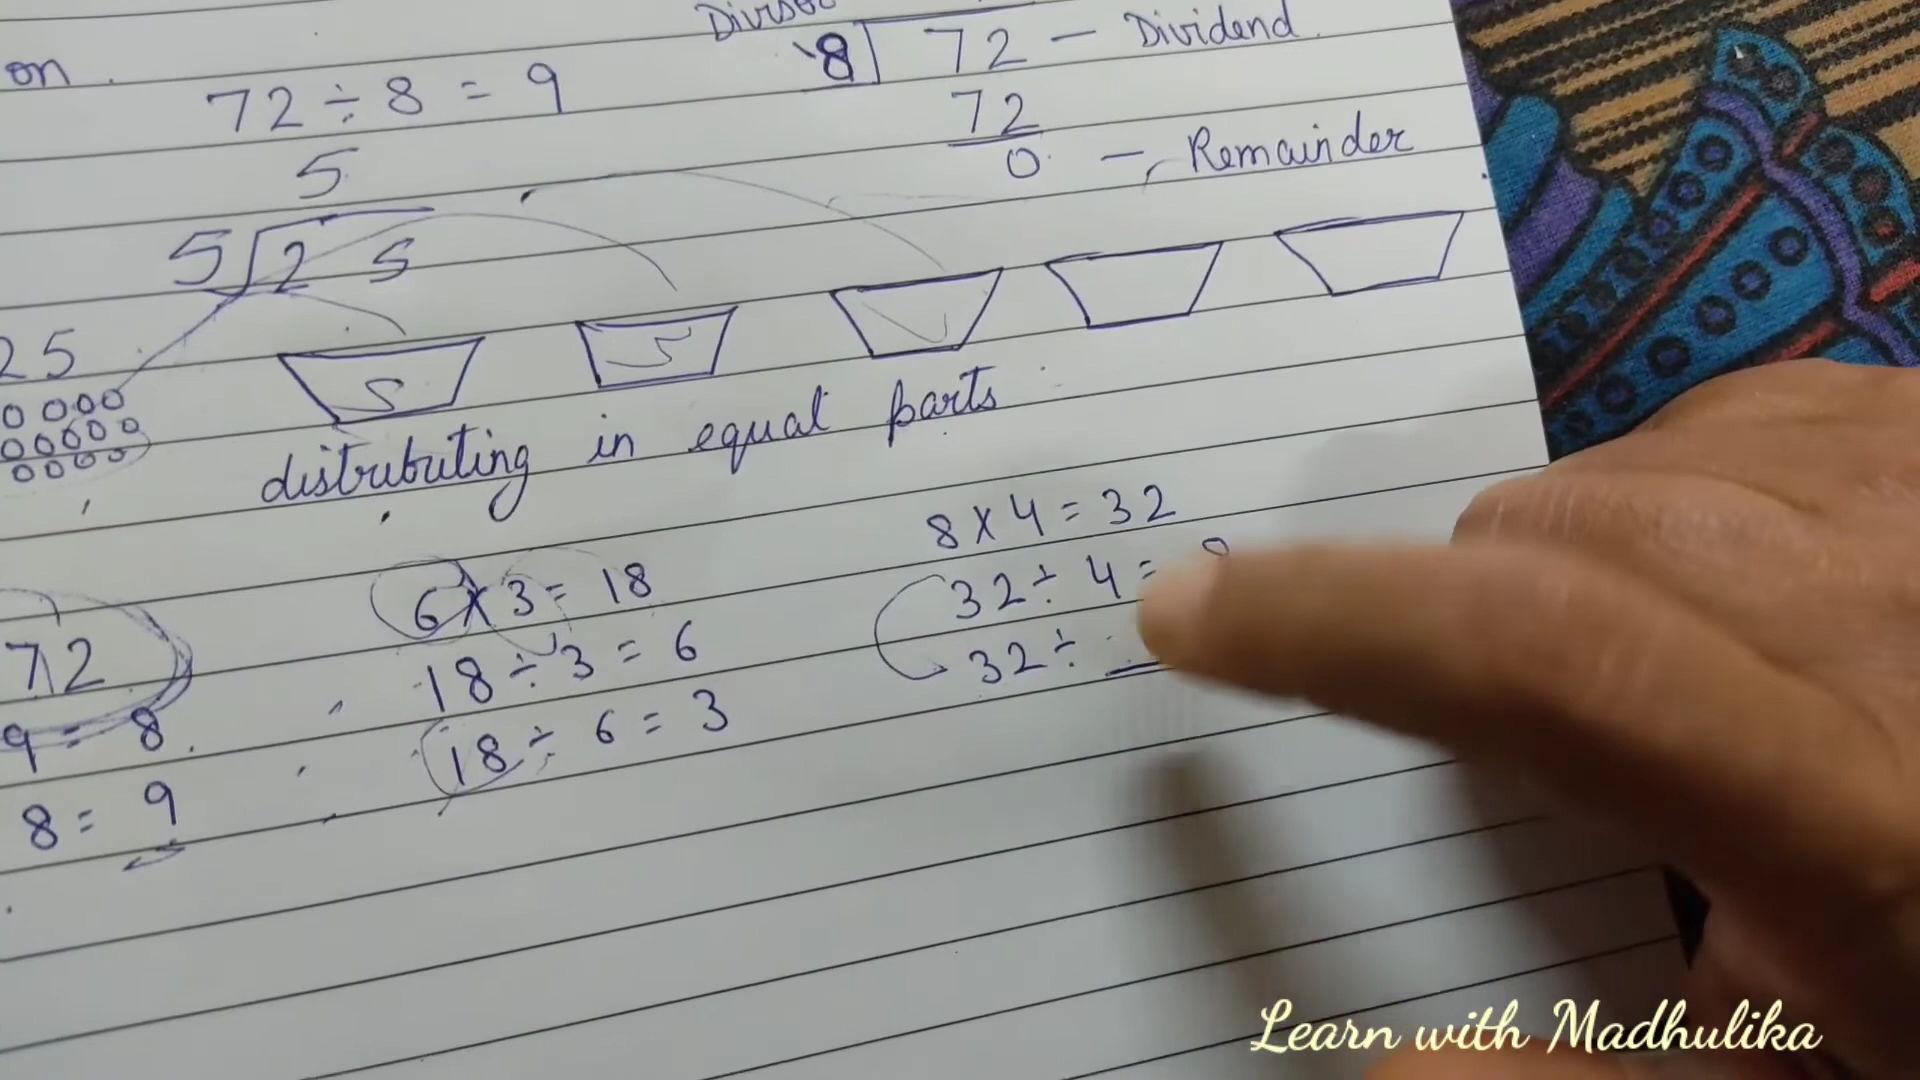 on. 72 ÷ 8 = 9
8 72 — Dividend
72
0 — Remainder
5
5 2 5
25
5 5
distributing in equal parts
72
9 = 8
8 = 9
6 X 3 = 18
18 ÷ 3 = 6
18 ÷ 6 = 3
8 X 4 = 32
32 ÷ 4 =
32 ÷ __
Learn with Madhulika